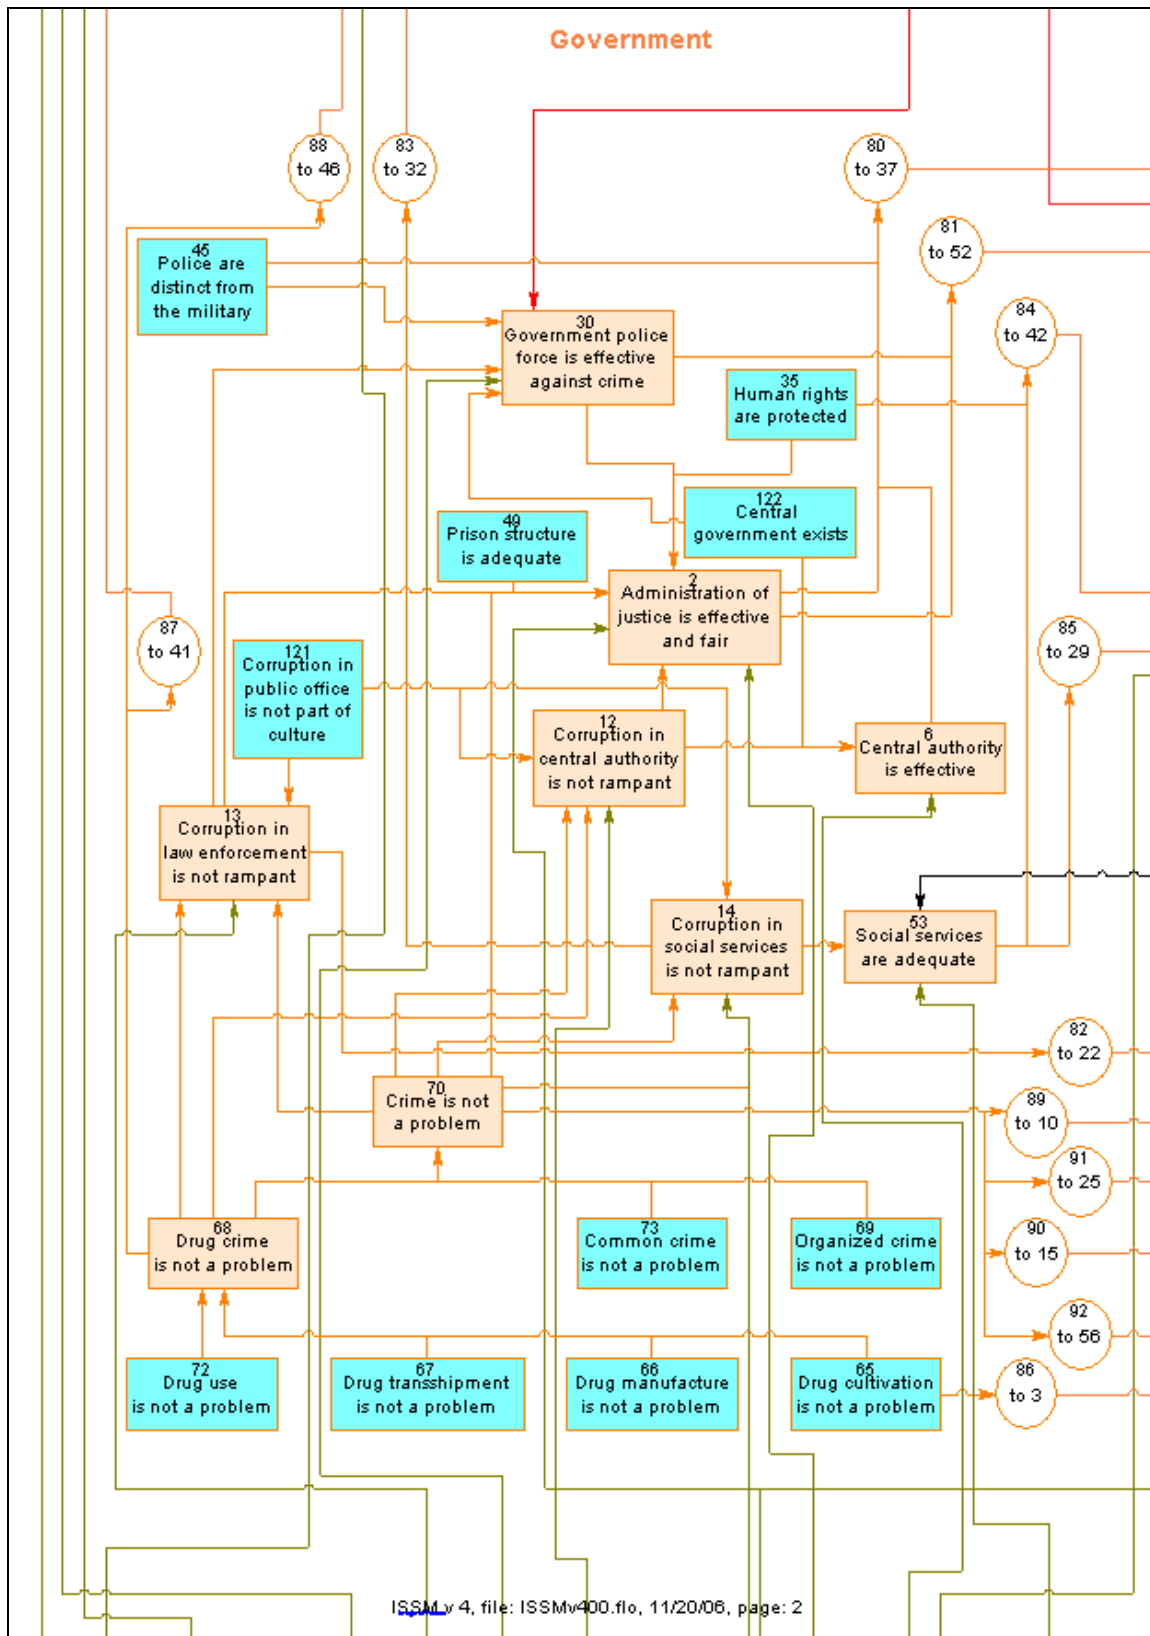 Government
88
to 46
83
to 32
80
to 37
81
to 52
45
Police are
distinct from
the military
30
Government police
force is effective
against crime
84
to 42
35
Human rights
are protected
122
Central
government exists
49
Prison structure
is adequate
2
Administration of
justice is effective
and fair
87
to 41
85
to 29
121
Corruption in
public office
is not part of
culture
12
Corruption in
central authority
is not rampant
6
Central authority
is effective
13
Corruption in
law enforcement
is not rampant
14
Corruption in
social services
is not rampant
53
Social services
are adequate
82
to 22
70
Crime is not
a problem
89
to 10
91
to 25
68
Drug crime
is not a problem
73
Common crime
is not a problem
69
Organized crime
is not a problem
90
to 15
92
to 56
72
Drug use
is not a problem
67
Drug transshipment
is not a problem
66
Drug manufacture
is not a problem
65
Drug cultivation
is not a problem
86
to 3
ISSM v 4, file: ISSMv400.flo, 11/20/06, page: 2